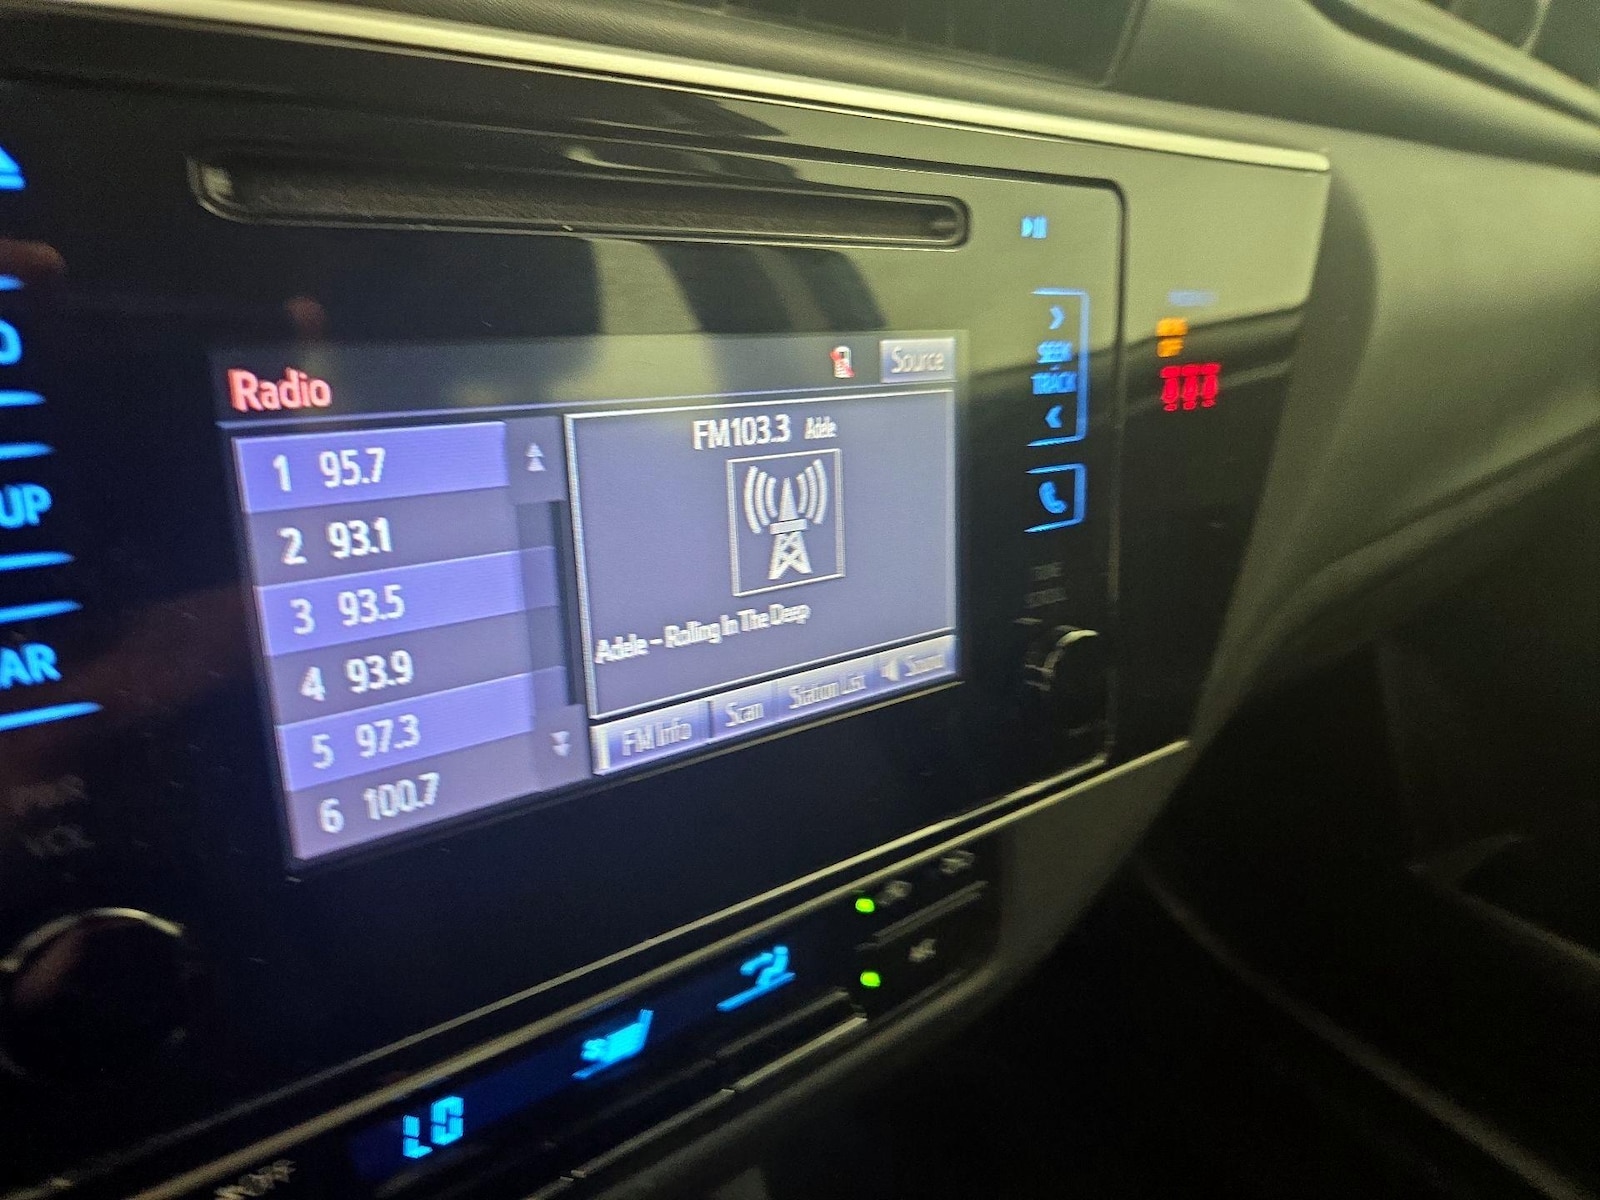 Radio
Source
1 95.7
2 93.1
3 93.5
4 93.9
5 97.3
6 100.7
FM103.3 Adele
Adele - Rolling In The Deep
FM Info
Scan
Station List
Sound
SEEK
TRACK
UP
AR
LO